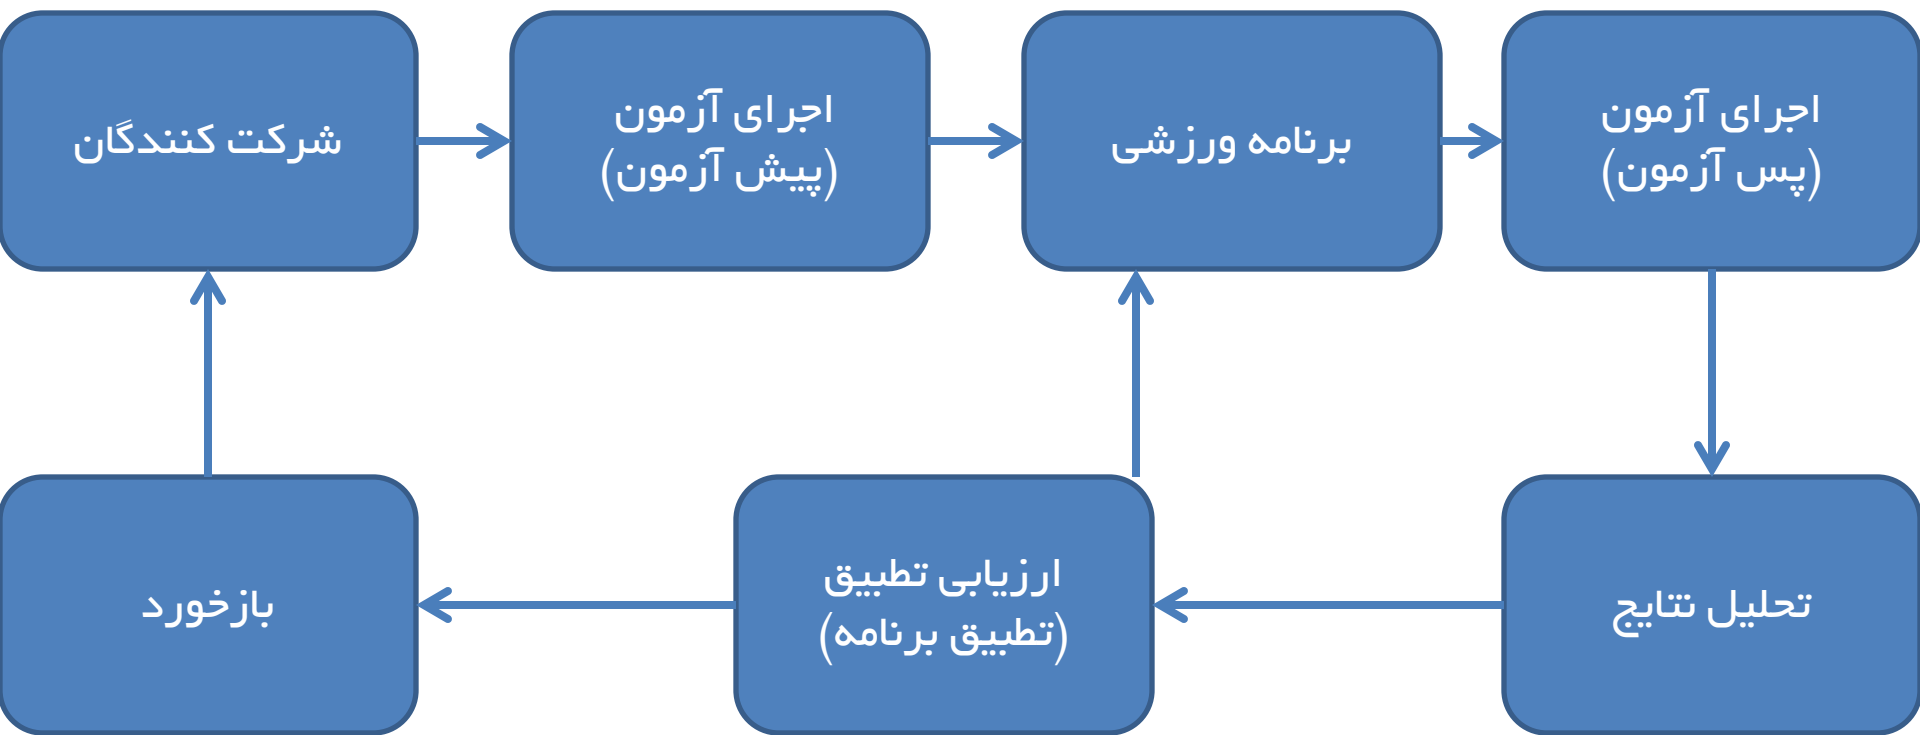 شرکت کنندگان
اجرای آزمون
(پیش آزمون)
برنامه ورزشی
اجرای آزمون
(پس آزمون)
تحلیل نتایج
ارزیابی تطبیق
(تطبیق برنامه)
بازخورد